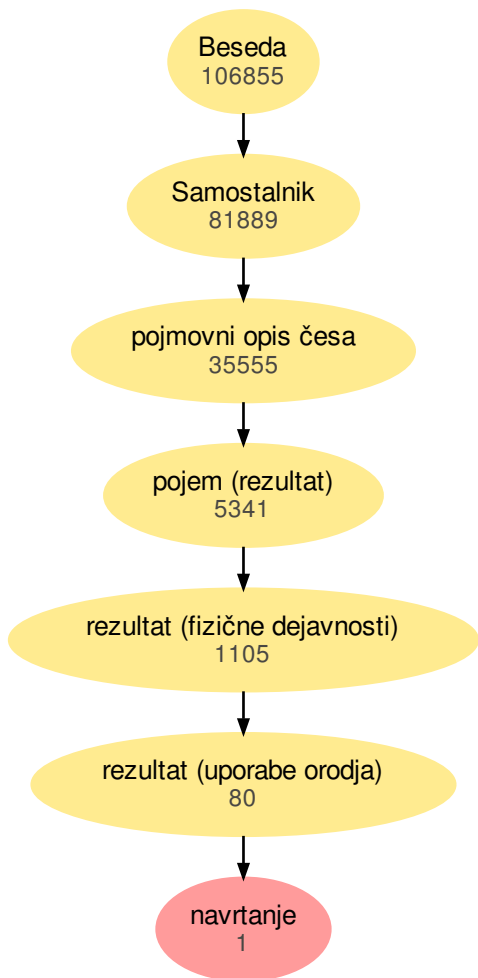 Beseda
106855
Samostalnik
81889
pojmovni opis česa
35555
pojem (rezultat)
5341
rezultat (fizične dejavnosti)
1105
rezultat (uporabe orodja)
80
navrtanje
1